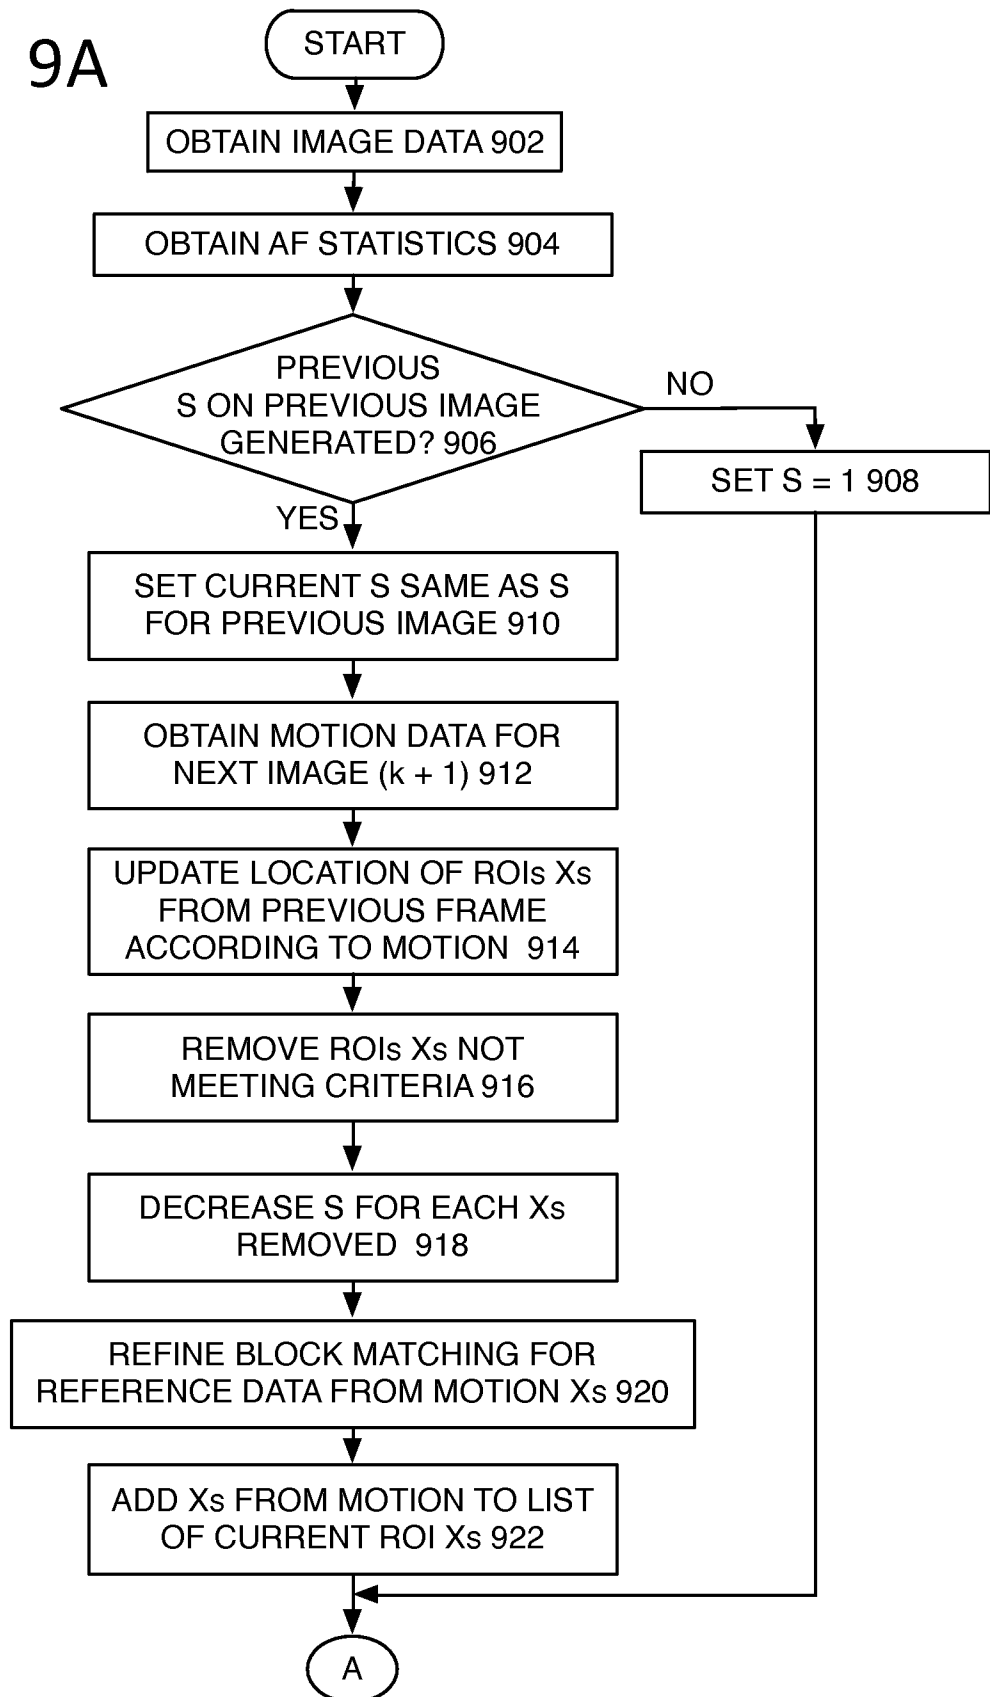 9A
START
OBTAIN IMAGE DATA 902
OBTAIN AF STATISTICS 904
PREVIOUS
S ON PREVIOUS IMAGE
GENERATED? 906
NO
SET S = 1 908
YES
SET CURRENT S SAME AS S
FOR PREVIOUS IMAGE 910
OBTAIN MOTION DATA FOR
NEXT IMAGE (k + 1) 912
UPDATE LOCATION OF ROIs Xs
FROM PREVIOUS FRAME
ACCORDING TO MOTION 914
REMOVE ROIs Xs NOT
MEETING CRITERIA 916
DECREASE S FOR EACH Xs
REMOVED 918
REFINE BLOCK MATCHING FOR
REFERENCE DATA FROM MOTION Xs 920
ADD Xs FROM MOTION TO LIST
OF CURRENT ROI Xs 922
A